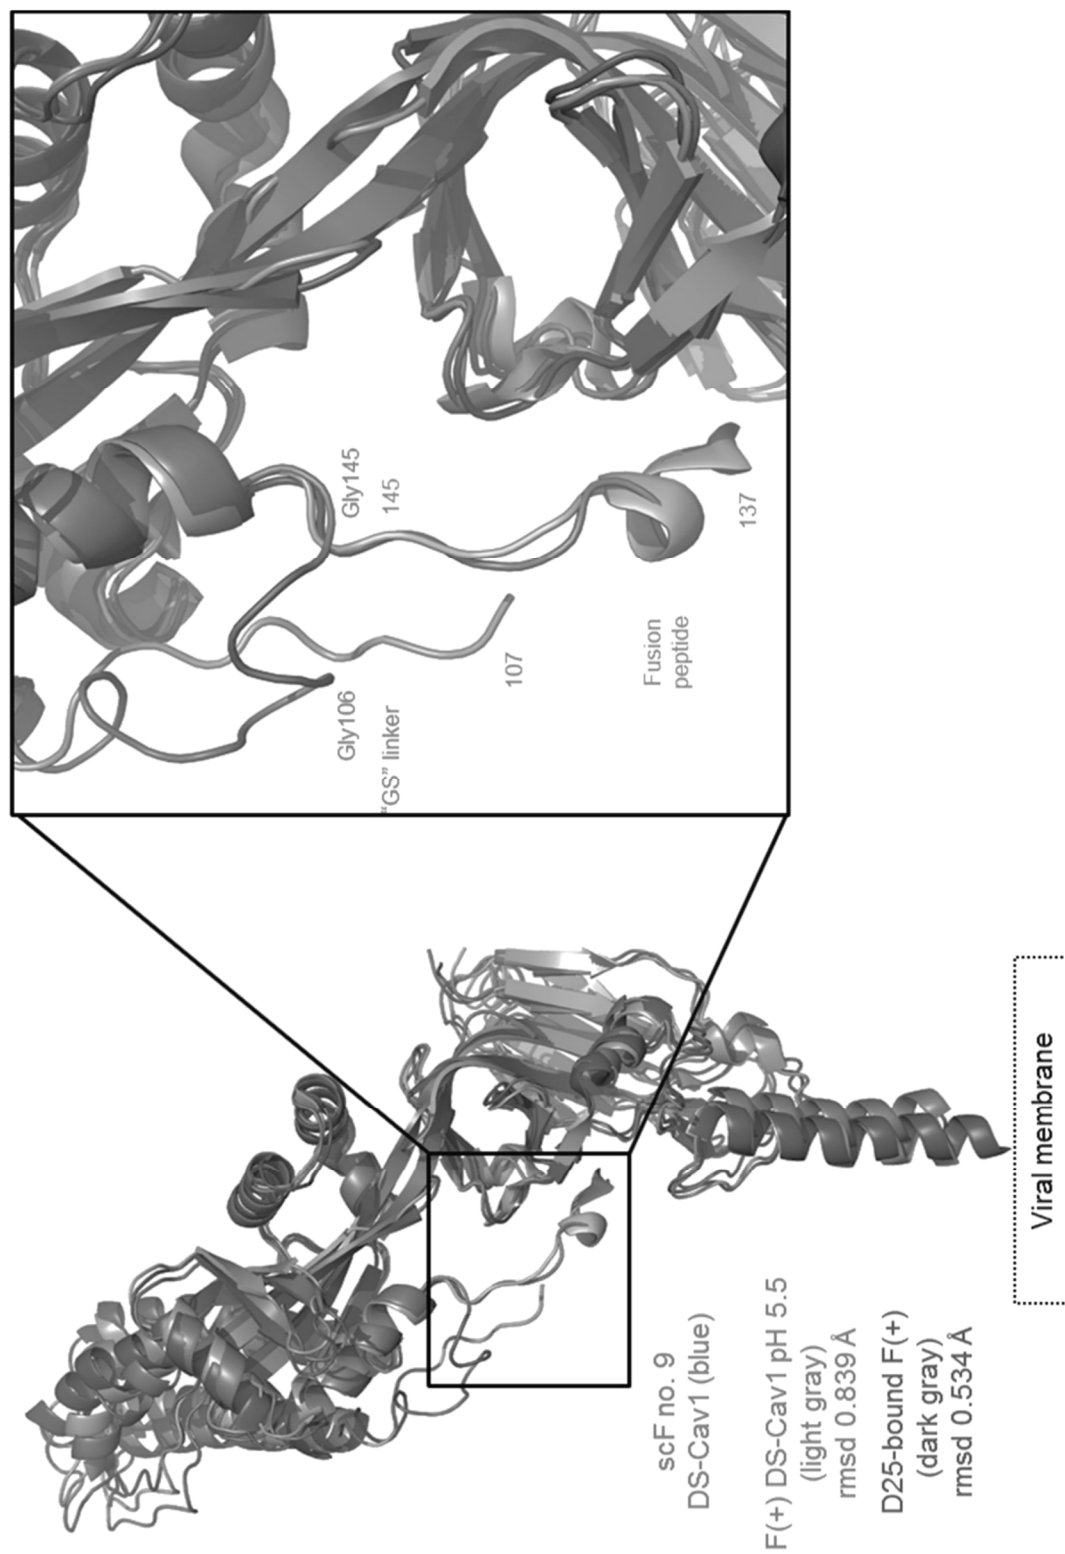 Gly145
145
137
107
Fusion
peptide
Gly106
"GS" linker
scF no. 9
DS-Cav1 (blue)
F(+) DS-Cav1 pH 5.5
(light gray)
rmsd 0.839 Å
D25-bound F(+)
(dark gray)
rmsd 0.534 Å
Viral membrane